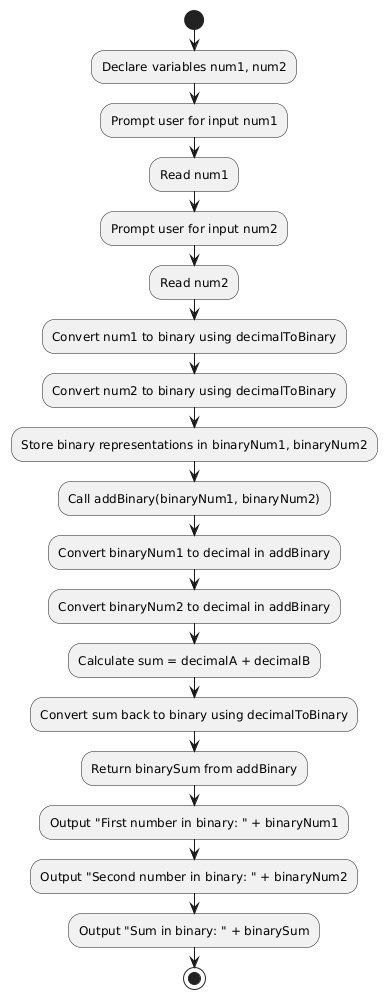 Declare variables num1, num2
Prompt user for input num1
Read num1
Prompt user for input num2
Read num2
Convert num1 to binary using decimalToBinary
Convert num2 to binary using decimalToBinary
Store binary representations in binaryNum1, binaryNum2
Call addBinary(binaryNum1, binaryNum2)
Convert binaryNum1 to decimal in addBinary
Convert binaryNum2 to decimal in addBinary
Calculate sum = decimalA + decimalB
Convert sum back to binary using decimalToBinary
Return binarySum from addBinary
Output "First number in binary: " + binaryNum1
Output "Second number in binary: " + binaryNum2
Output "Sum in binary: " + binarySum